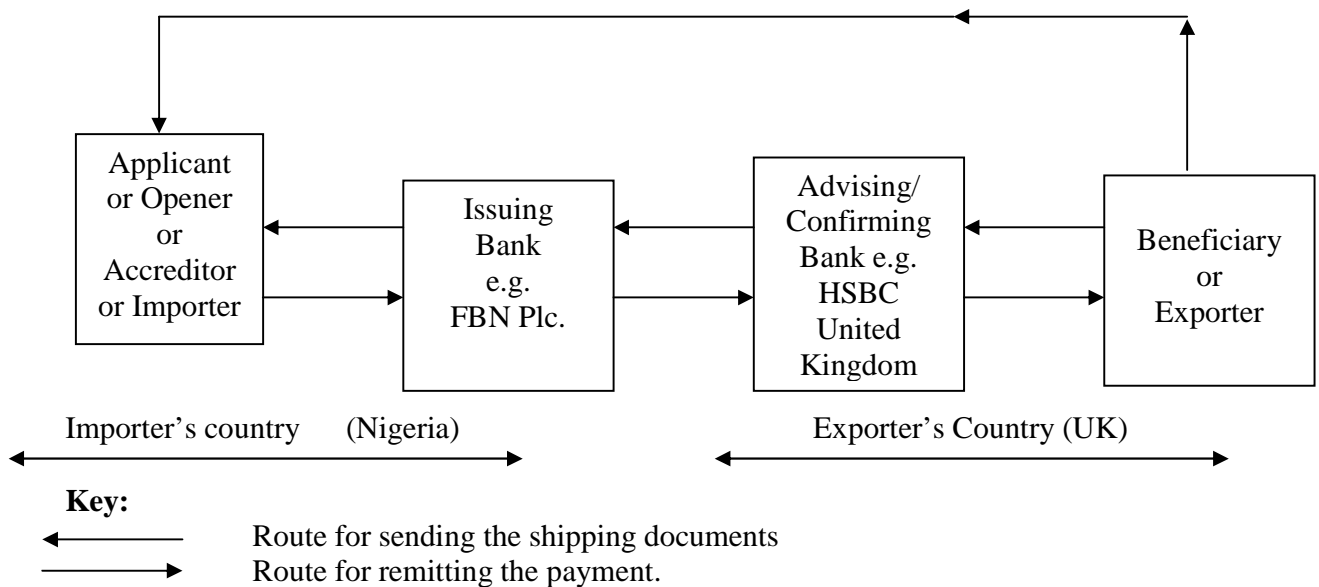 Applicant
or Opener
or
Accreditor
or Importer
Issuing
Bank
e.g.
FBN Plc.
Advising/
Confirming
Bank e.g.
HSBC
United
Kingdom
Beneficiary
or
Exporter
Importer’s country (Nigeria)
Exporter’s Country (UK)
Key:
Route for sending the shipping documents
Route for remitting the payment.